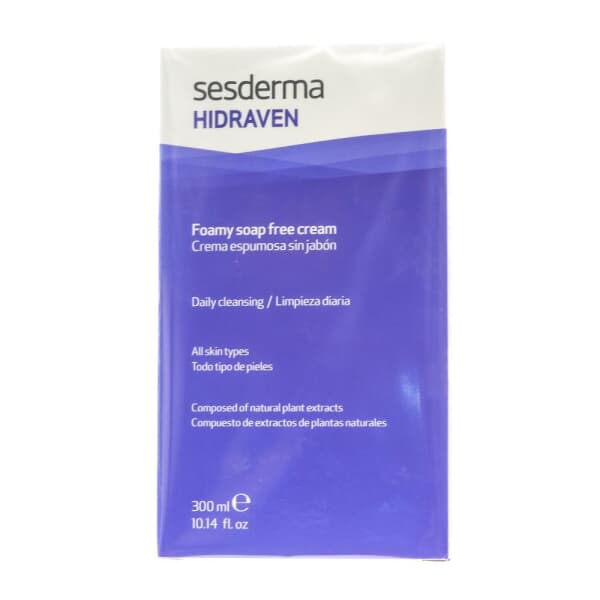 sesderma
HIDRAVEN
Foamy soap free cream
Crema espumosa sin jabón
Daily cleansing / Limpieza diaria
All skin types
Todo tipo de pieles
Composed of natural plant extracts
Compuesto de extractos de plantas naturales
300 ml ℮
10.14 fl. oz